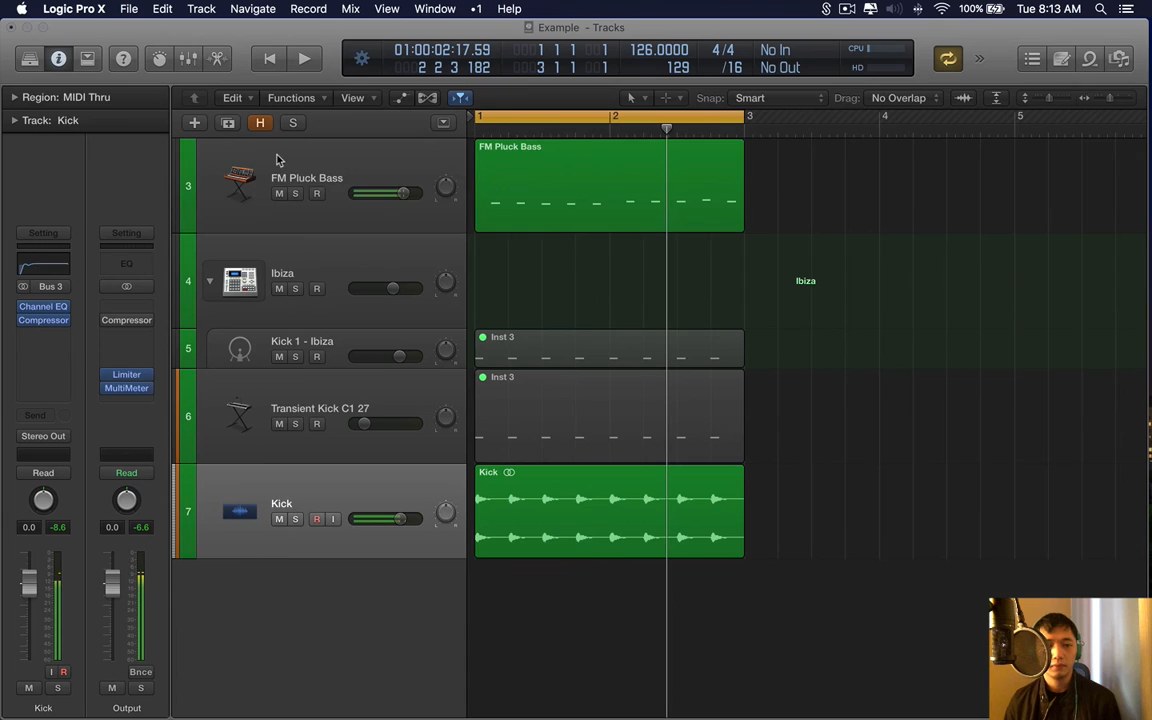 Logic Pro X File Edit Track Navigate Record Mix View Window 1 Help 100% Tue 8:13 AM
Example - Tracks
01:00:02:17.59 1 1 1 126.0000 4/4 No In CPU
2 2 3 182 3 1 1 1 129 /16 No Out HD
Region: MIDI Thru Edit Functions View Snap: Smart Drag: No Overlap
Track: Kick H S 1 2 3 4 5
3 FM Pluck Bass M S R FM Pluck Bass
Setting Setting
EQ
Bus 3
Channel EQ
Compressor Compressor
Limiter
MultiMeter
Send
Stereo Out
Read Read
0.0 -8.6 0.0 -6.6
I R Bnce
M S M S
Kick Output
4 Ibiza M S R Ibiza
5 Kick 1 - Ibiza M S R Inst 3
6 Transient Kick C1 27 M S R Inst 3
7 Kick M S R I Kick